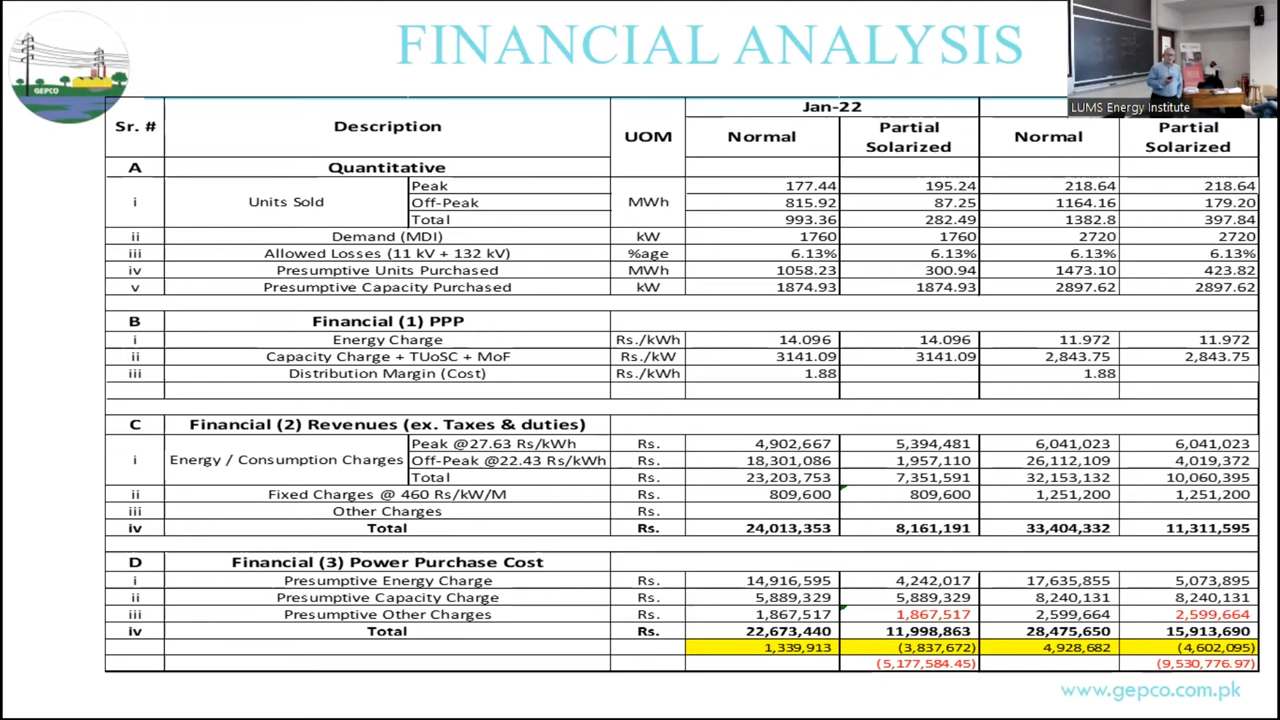 FINANCIAL ANALYSIS
GEPCO
LUMS Energy Institute
Sr. # Description UOM Jan-22
Normal Partial Solarized Normal Partial Solarized
A Quantitative
i Units Sold Peak MWh 177.44 195.24 218.64 218.64
Off-Peak 815.92 87.25 1164.16 179.20
Total 993.36 282.49 1382.8 397.84
ii Demand (MDI) kW 1760 1760 2720 2720
iii Allowed Losses (11 kV + 132 kV) %age 6.13% 6.13% 6.13% 6.13%
iv Presumptive Units Purchased MWh 1058.23 300.94 1473.10 423.82
v Presumptive Capacity Purchased kW 1874.93 1874.93 2897.62 2897.62
B Financial (1) PPP
i Energy Charge Rs./kWh 14.096 14.096 11.972 11.972
ii Capacity Charge + TUoSC + MoF Rs./kW 3141.09 3141.09 2,843.75 2,843.75
iii Distribution Margin (Cost) Rs./kWh 1.88 1.88
C Financial (2) Revenues (ex. Taxes & duties)
i Energy / Consumption Charges Peak @27.63 Rs/kWh Rs. 4,902,667 5,394,481 6,041,023 6,041,023
Off-Peak @22.43 Rs/kWh Rs. 18,301,086 1,957,110 26,112,109 4,019,372
Total Rs. 23,203,753 7,351,591 32,153,132 10,060,395
ii Fixed Charges @ 460 Rs/kW/M Rs. 809,600 809,600 1,251,200 1,251,200
iii Other Charges Rs.
iv Total Rs. 24,013,353 8,161,191 33,404,332 11,311,595
D Financial (3) Power Purchase Cost
i Presumptive Energy Charge Rs. 14,916,595 4,242,017 17,635,855 5,073,895
ii Presumptive Capacity Charge Rs. 5,889,329 5,889,329 8,240,131 8,240,131
iii Presumptive Other Charges Rs. 1,867,517 1,867,517 2,599,664 2,599,664
iv Total Rs. 22,673,440 11,998,863 28,475,650 15,913,690
1,339,913 (3,837,672) 4,928,682 (4,602,095)
(5,177,584.45) (9,530,776.97)
www.gepco.com.pk